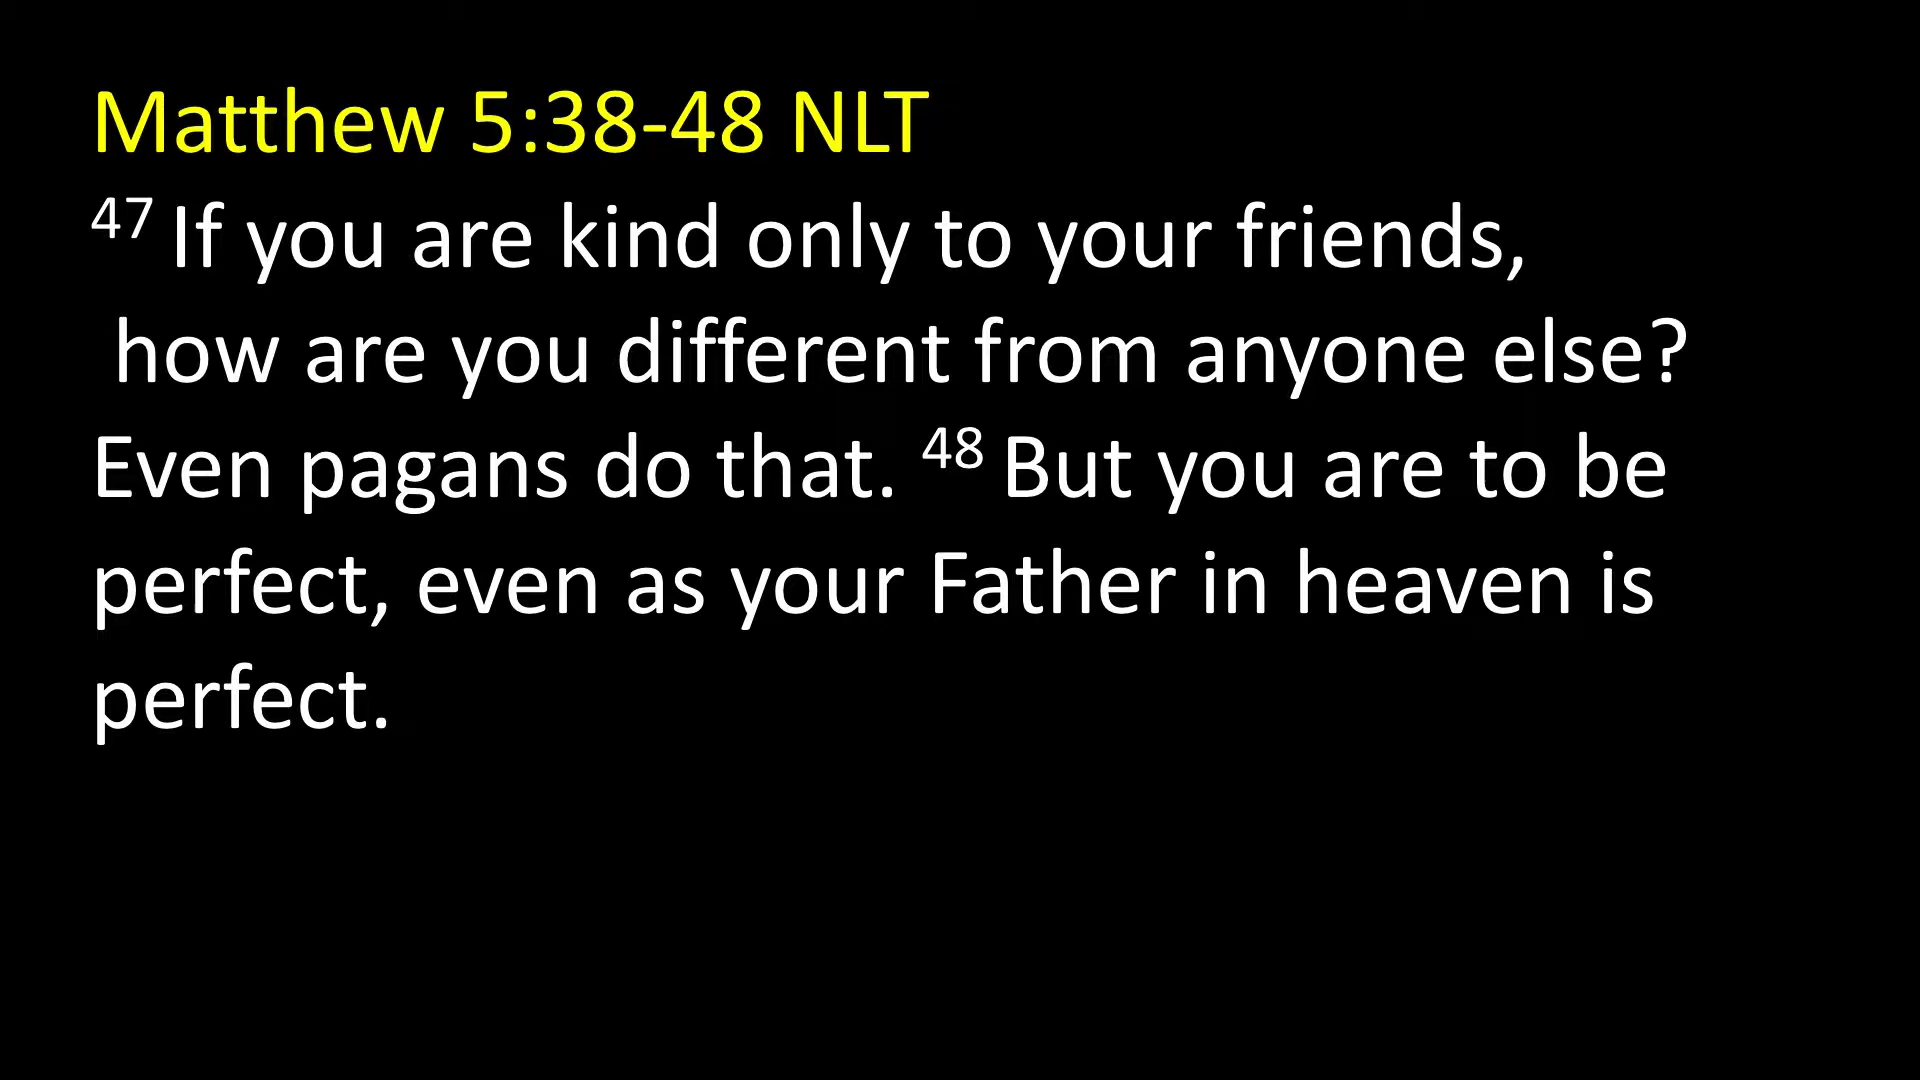 Matthew 5:38-48 NLT
47 If you are kind only to your friends,
how are you different from anyone else?
Even pagans do that. 48 But you are to be
perfect, even as your Father in heaven is
perfect.